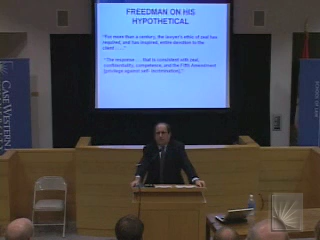 FREEDMAN ON HIS
HYPOTHETICAL
"For more than a century, the lawyer's ethic of zeal has
required, and has inspired, entire devotion to the
client . . . ."
"The response . . . that is consistent with zeal,
confidentiality, competence, and the Fifth Amendment
[privilege against self-incrimination]."
CASE WESTERN